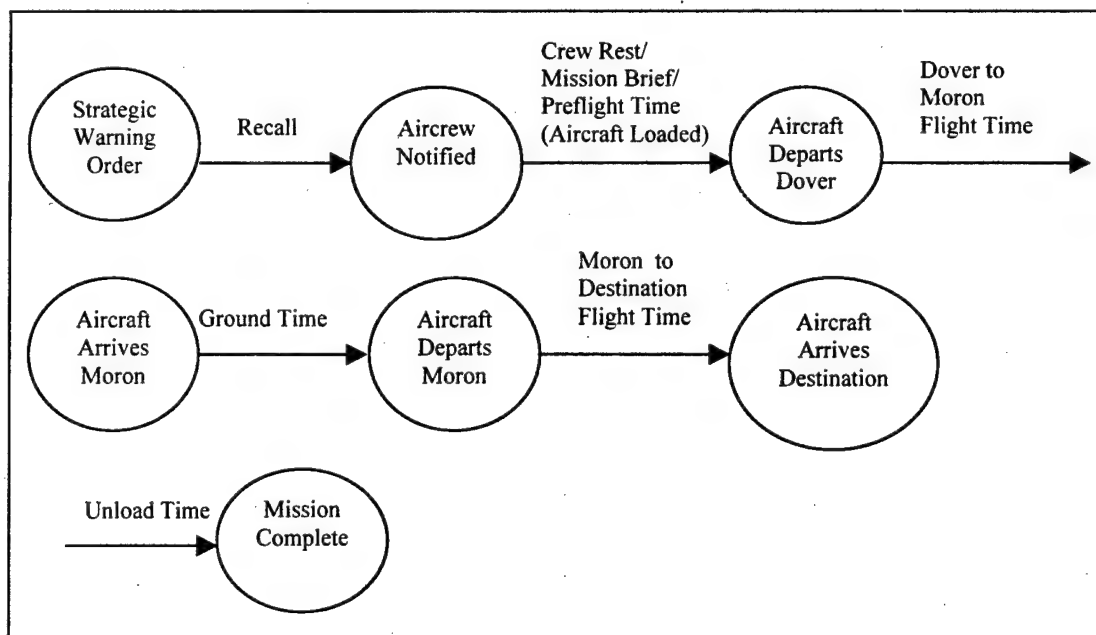 Strategic
Warning
Order
Recall
Aircrew
Notified
Crew Rest/
Mission Brief/
Preflight Time
(Aircraft Loaded)
Aircraft
Departs
Dover
Dover to
Moron
Flight Time
Aircraft
Arrives
Moron
Ground Time
Aircraft
Departs
Moron
Moron to
Destination
Flight Time
Aircraft
Arrives
Destination
Unload Time
Mission
Complete